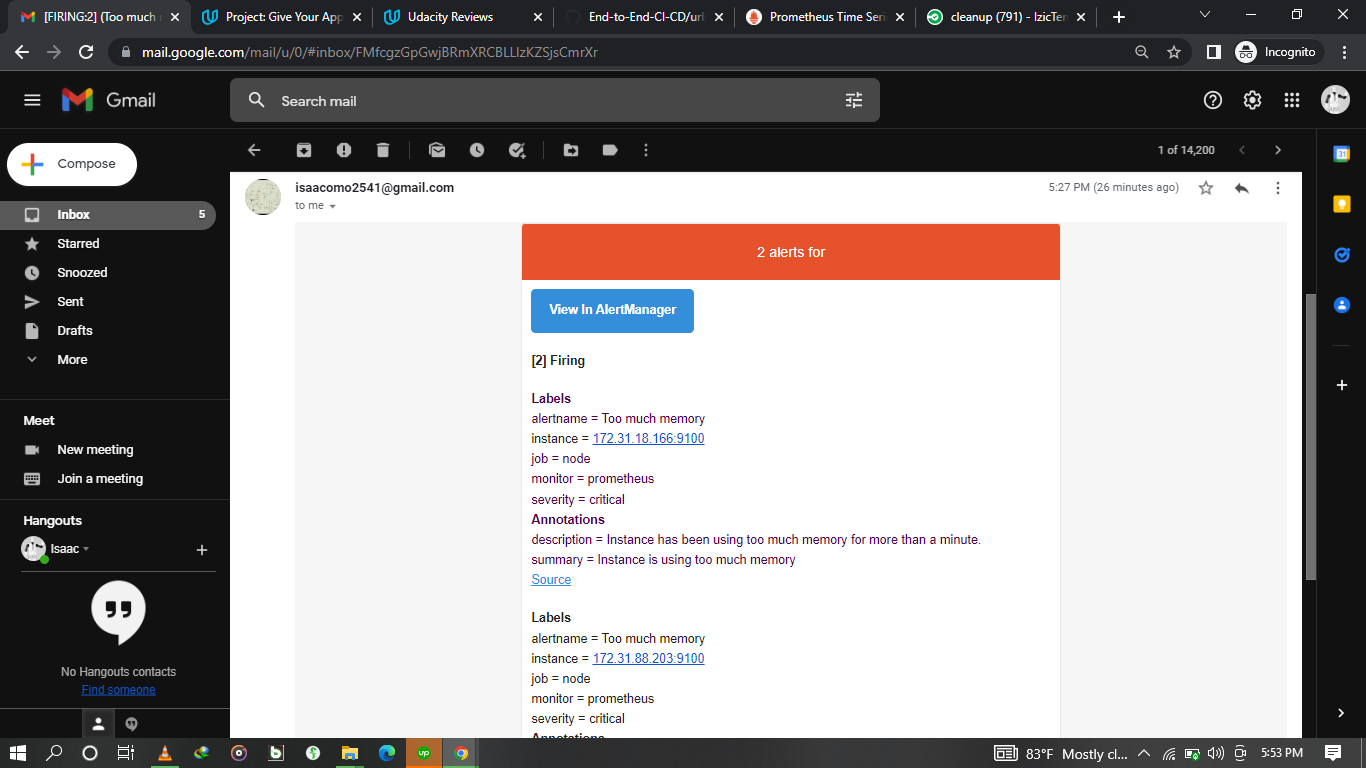 [FIRING:2] (Too much
Project: Give Your App
Udacity Reviews
End-to-End-CI-CD/url
Prometheus Time Seri
cleanup (791) - IzicTer
mail.google.com/mail/u/0/#inbox/FMfcgzGpGwjBRmXRCBLLlzKZSjsCmrXr
Incognito
Gmail
Search mail
Compose
1 of 14,200
Inbox 5
Starred
Snoozed
Sent
Drafts
More
Meet
New meeting
Join a meeting
Hangouts
Isaac
No Hangouts contacts
Find someone
isaacomo2541@gmail.com
5:27 PM (26 minutes ago)
to me
2 alerts for
View In AlertManager
[2] Firing
Labels
alertname = Too much memory
instance = 172.31.18.166:9100
job = node
monitor = prometheus
severity = critical
Annotations
description = Instance has been using too much memory for more than a minute.
summary = Instance is using too much memory
Source
Labels
alertname = Too much memory
instance = 172.31.88.203:9100
job = node
monitor = prometheus
severity = critical
Annotations
31
up
83°F Mostly cl...
5:53 PM